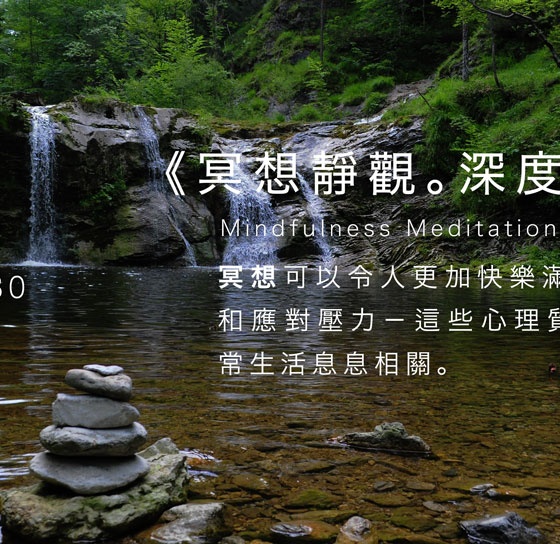 《冥想靜觀。深度
Mindfulness Meditation
冥想可以令人更加快樂滿
30
和應對壓力－這些心理質
常生活息息相關。